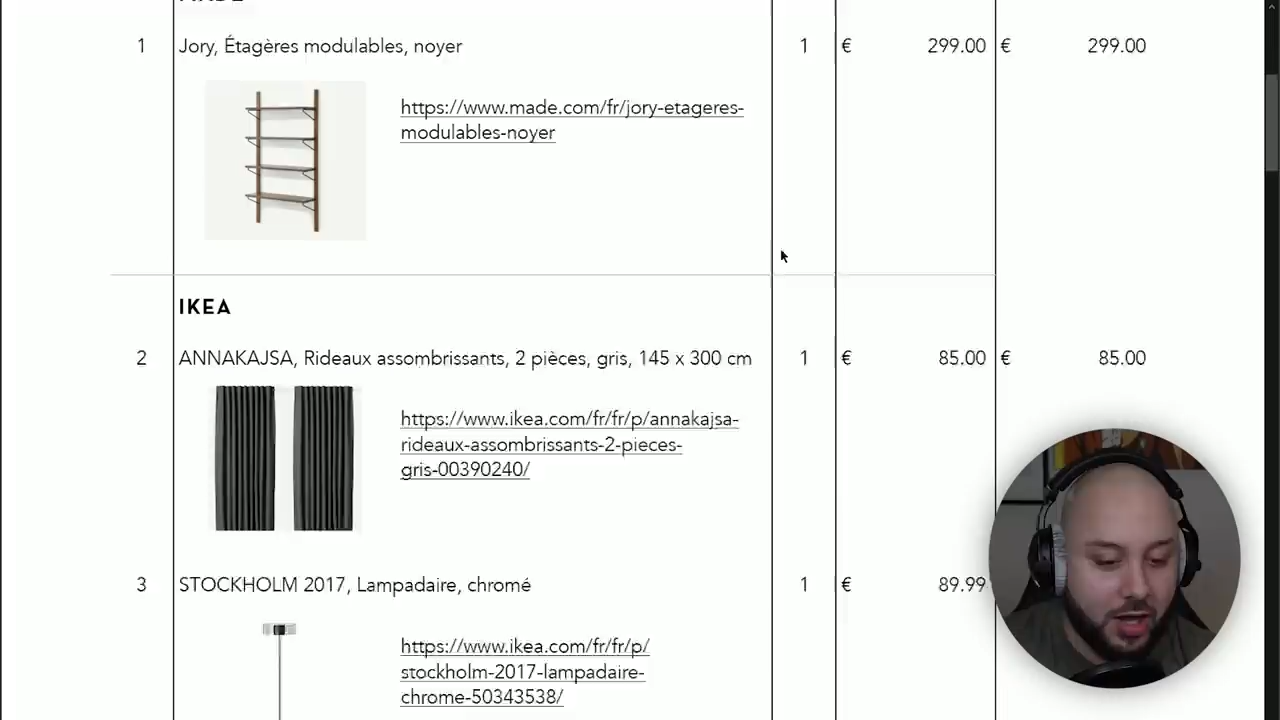 1 Jory, Étagères modulables, noyer 1 € 299.00 € 299.00
https://www.made.com/fr/jory-etageres-
modulables-noyer
IKEA
2 ANNAKAJSA, Rideaux assombrissants, 2 pièces, gris, 145 x 300 cm 1 € 85.00 € 85.00
https://www.ikea.com/fr/fr/p/annakajsa-
rideaux-assombrissants-2-pieces-
gris-00390240/
3 STOCKHOLM 2017, Lampadaire, chromé 1 € 89.99
https://www.ikea.com/fr/fr/p/
stockholm-2017-lampadaire-
chrome-50343538/